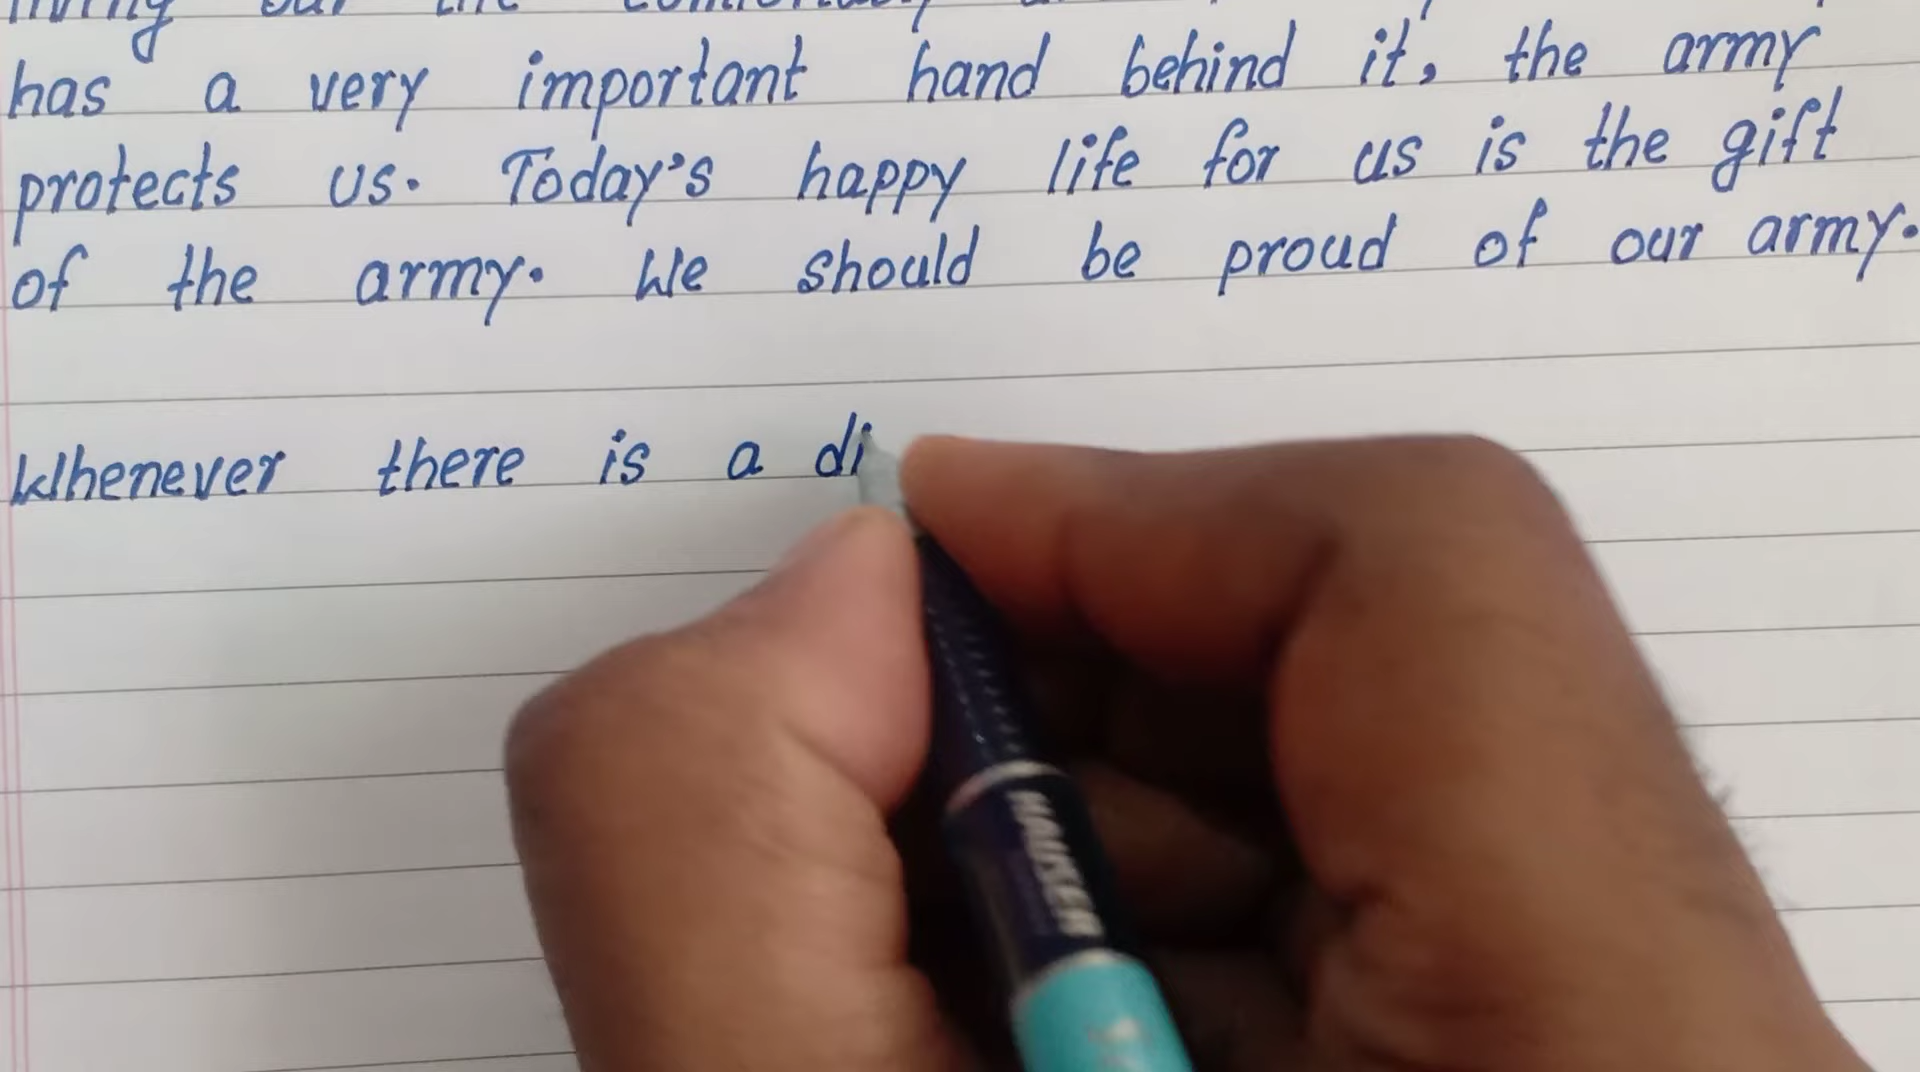 has a very important hand behind it, the army
protects us. Today's happy life for us is the gift
of the army. We should be proud of our army.
Whenever there is a di
HAUSER